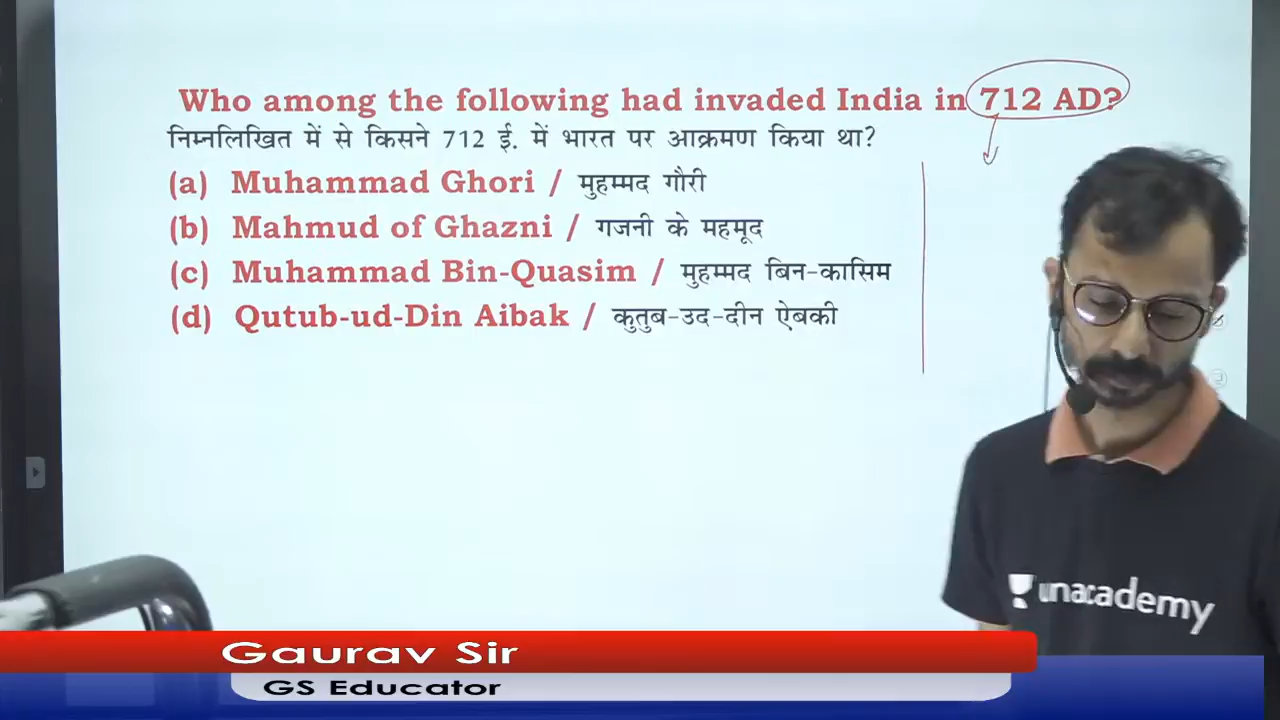 Who among the following had invaded India in 712 AD?
निम्नलिखित में से किसने 712 ई. में भारत पर आक्रमण किया था?
(a) Muhammad Ghori / मुहम्मद गौरी
(b) Mahmud of Ghazni / गजनी के महमूद
(c) Muhammad Bin-Quasim / मुहम्मद बिन-कासिम
(d) Qutub-ud-Din Aibak / कुतुब-उद-दीन ऐबकी
unacademy
Gaurav Sir
GS Educator